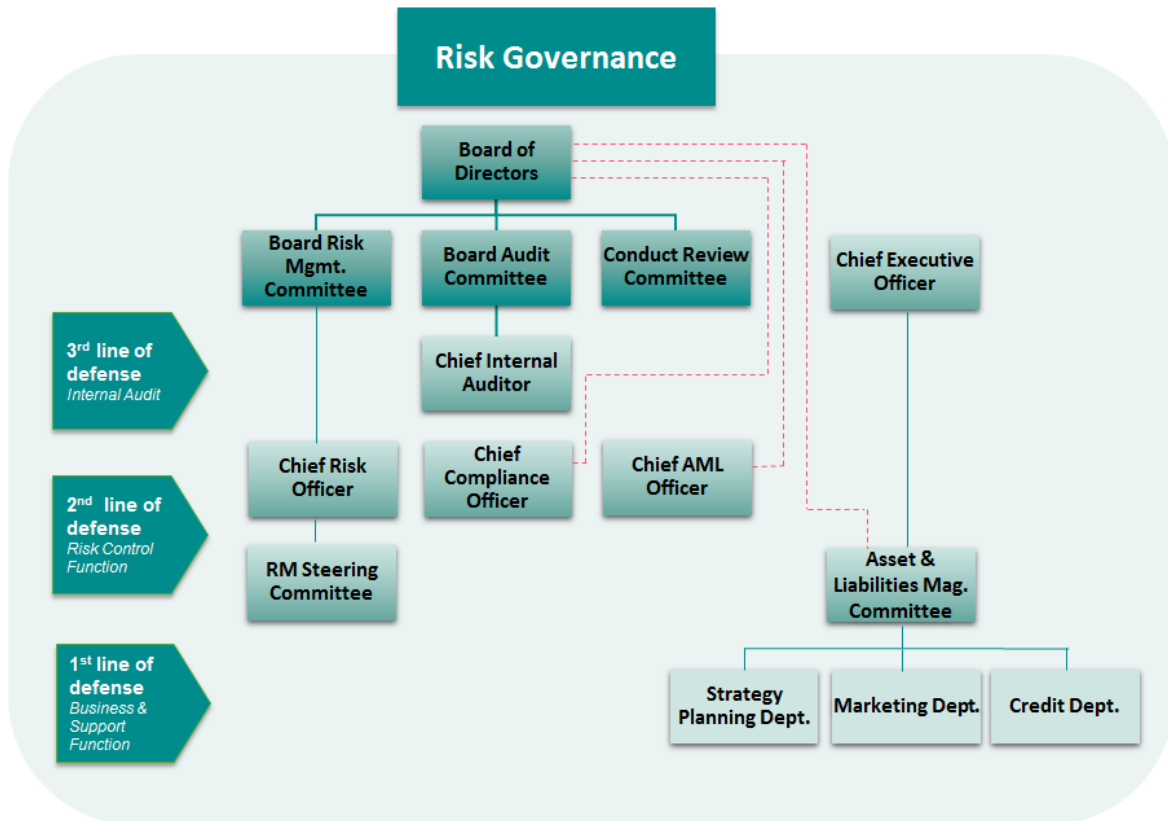 Risk Governance
Board of
Directors
Board Risk
Mgmt.
Committee
Board Audit
Committee
Conduct Review
Committee
Chief Executive
Officer
3rd line of
defense
Internal Audit
Chief Internal
Auditor
Chief Risk
Officer
Chief
Compliance
Officer
Chief AML
Officer
2nd line of
defense
Risk Control
Function
RM Steering
Committee
Asset &
Liabilities Mag.
Committee
1st line of
defense
Business &
Support
Function
Strategy
Planning Dept.
Marketing Dept.
Credit Dept.